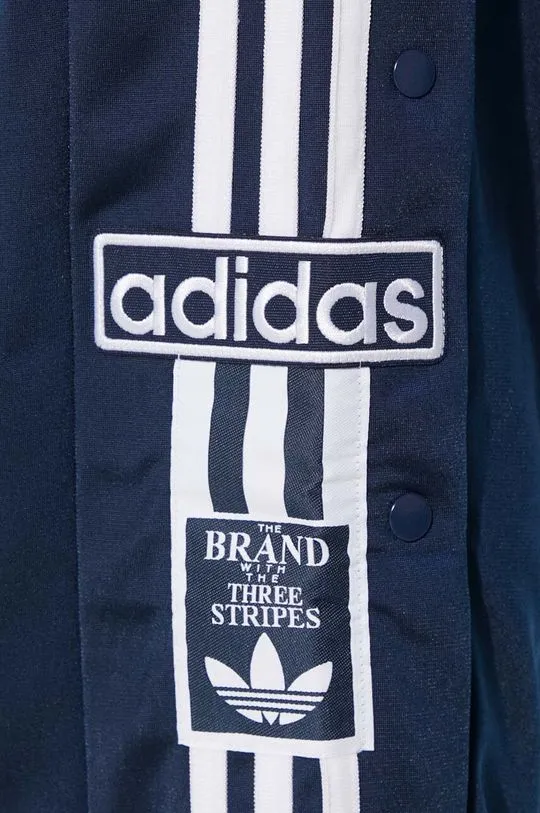 adidas
THE
BRAND
WITH
THE
THREE
STRIPES